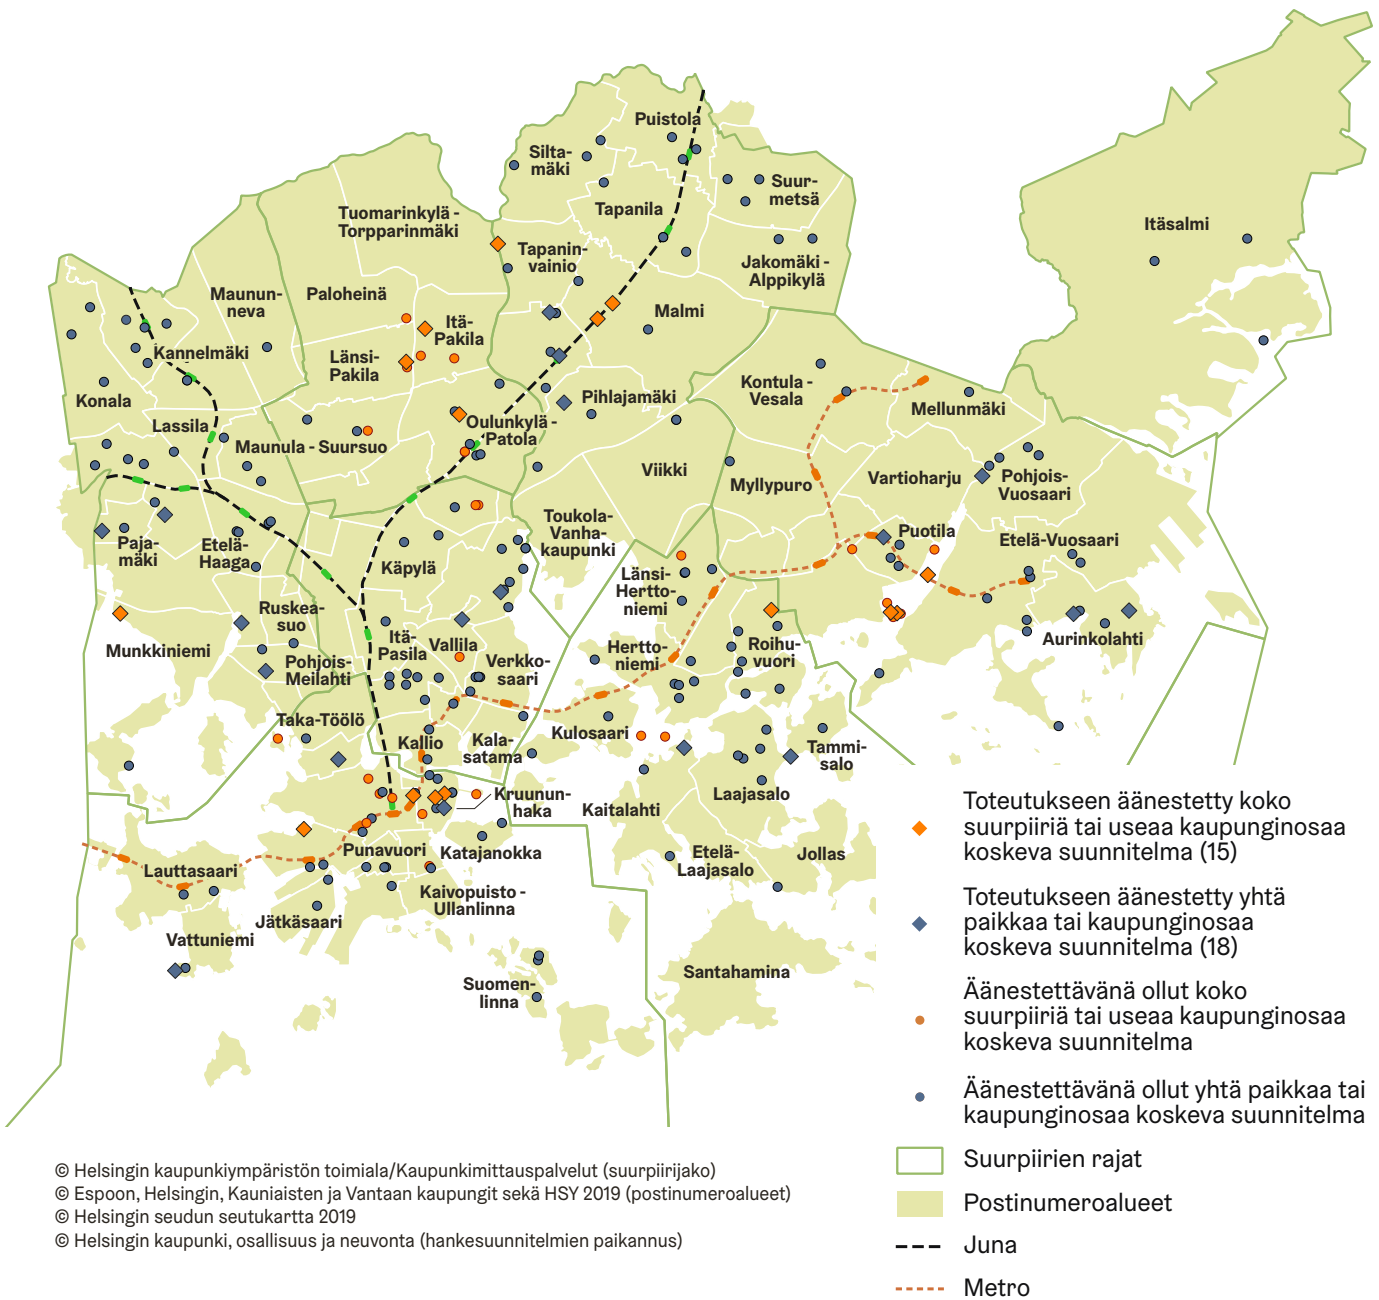 Puistola
Silta-
mäki
Suur-
metsä
Tapanila
Tuomarinkylä -
Torpparinmäki
Itäsalmi
Tapanin-
vainio
Jakomäki -
Alppikylä
Maunun-
neva
Paloheinä
Malmi
Itä-
Pakila
Kannelmäki
Länsi-
Pakila
Kontula -
Vesala
Konala
Pihlajamäki
Mellunmäki
Lassila
Oulunkylä -
Patola
Maunula - Suursuo
Viikki
Myllypuro
Vartioharju
Pohjois-
Vuosaari
Toukola-
Vanha-
kaupunki
Puotila
Etelä-Vuosaari
Paja-
mäki
Etelä-
Haaga
Käpylä
Länsi-
Hertto-
niemi
Ruskea-
suo
Munkkiniemi
Itä-
Pasila
Vallila
Hertto-
niemi
Roihu-
vuori
Aurinkolahti
Pohjois-
Meilahti
Verkko-
saari
Taka-Töölö
Kallio
Kala-
satama
Kulosaari
Tammi-
salo
Kruunun-
haka
Kaitalahti
Laajasalo
Punavuori
Katajanokka
Etelä-
Laajasalo
Jollas
Lauttasaari
Kaivopuisto -
Ullanlinna
Jätkäsaari
Vattuniemi
Santahamina
Suomen-
linna
Toteutukseen äänestetty koko
suurpiiriä tai useaa kaupunginosaa
koskeva suunnitelma (15)
Toteutukseen äänestetty yhtä
paikkaa tai kaupunginosaa
koskeva suunnitelma (18)
Äänestettävänä ollut koko
suurpiiriä tai useaa kaupunginosaa
koskeva suunnitelma
Äänestettävänä ollut yhtä paikkaa tai
kaupunginosaa koskeva suunnitelma
Suurpiirien rajat
Postinumeroalueet
Juna
Metro
© Helsingin kaupunkiympäristön toimiala/Kaupunkimittauspalvelut (suurpiirijako)
© Espoon, Helsingin, Kauniaisten ja Vantaan kaupungit sekä HSY 2019 (postinumeroalueet)
© Helsingin seudun seutukartta 2019
© Helsingin kaupunki, osallisuus ja neuvonta (hankesuunnitelmien paikannus)